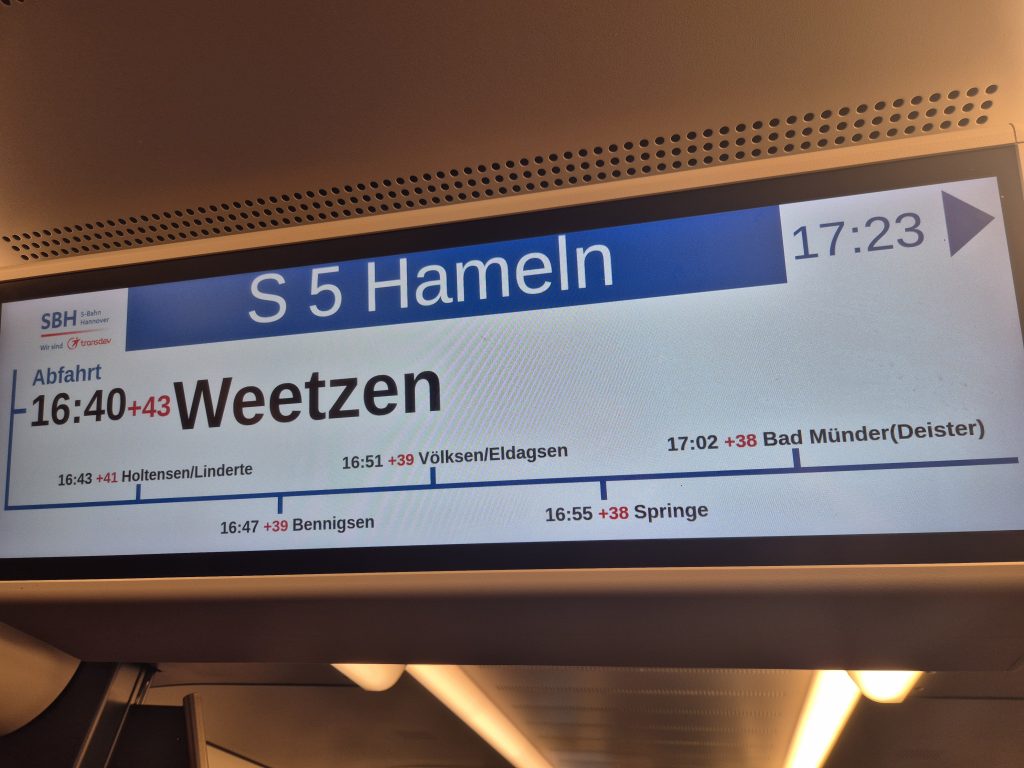 S 5 Hameln
17:23
SBH S-Bahn
Hannover
Wir sind transdev
Abfahrt
16:40+43 Weetzen
16:43 +41 Holtensen/Linderte
16:47 +39 Bennigsen
16:51 +39 Völksen/Eldagsen
16:55 +38 Springe
17:02 +38 Bad Münder(Deister)